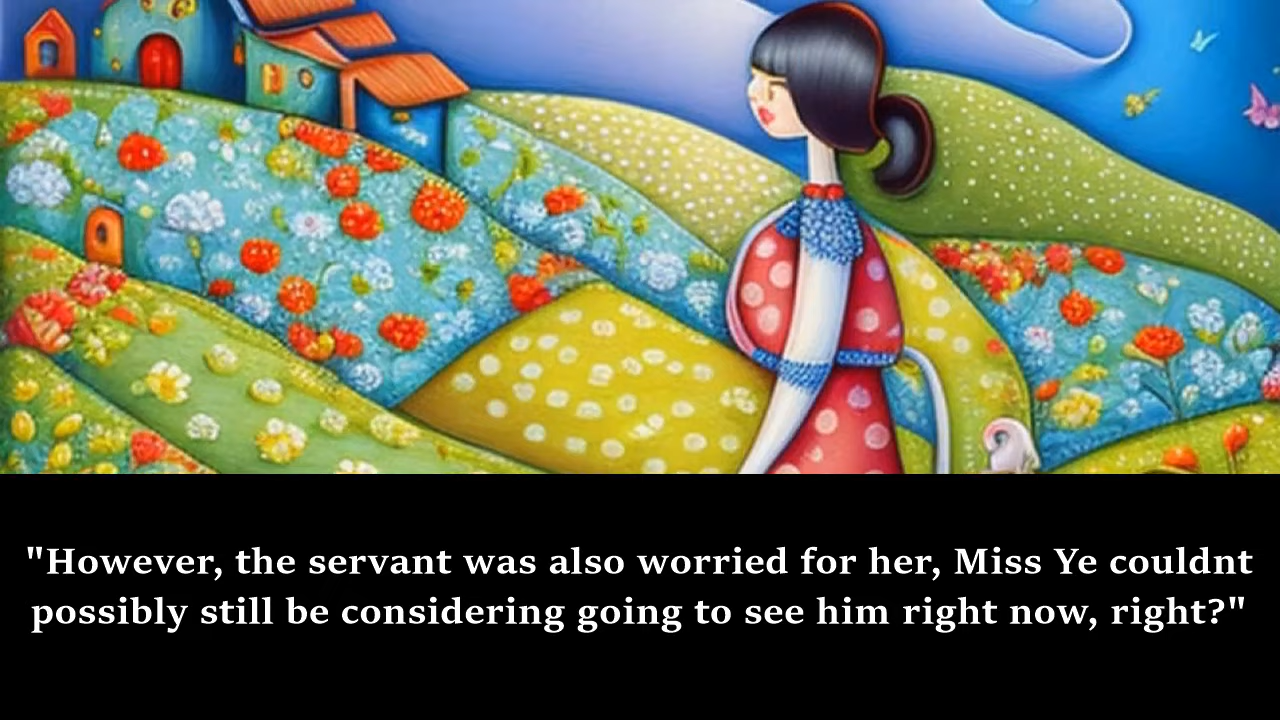 "However, the servant was also worried for her, Miss Ye couldnt
possibly still be considering going to see him right now, right?"